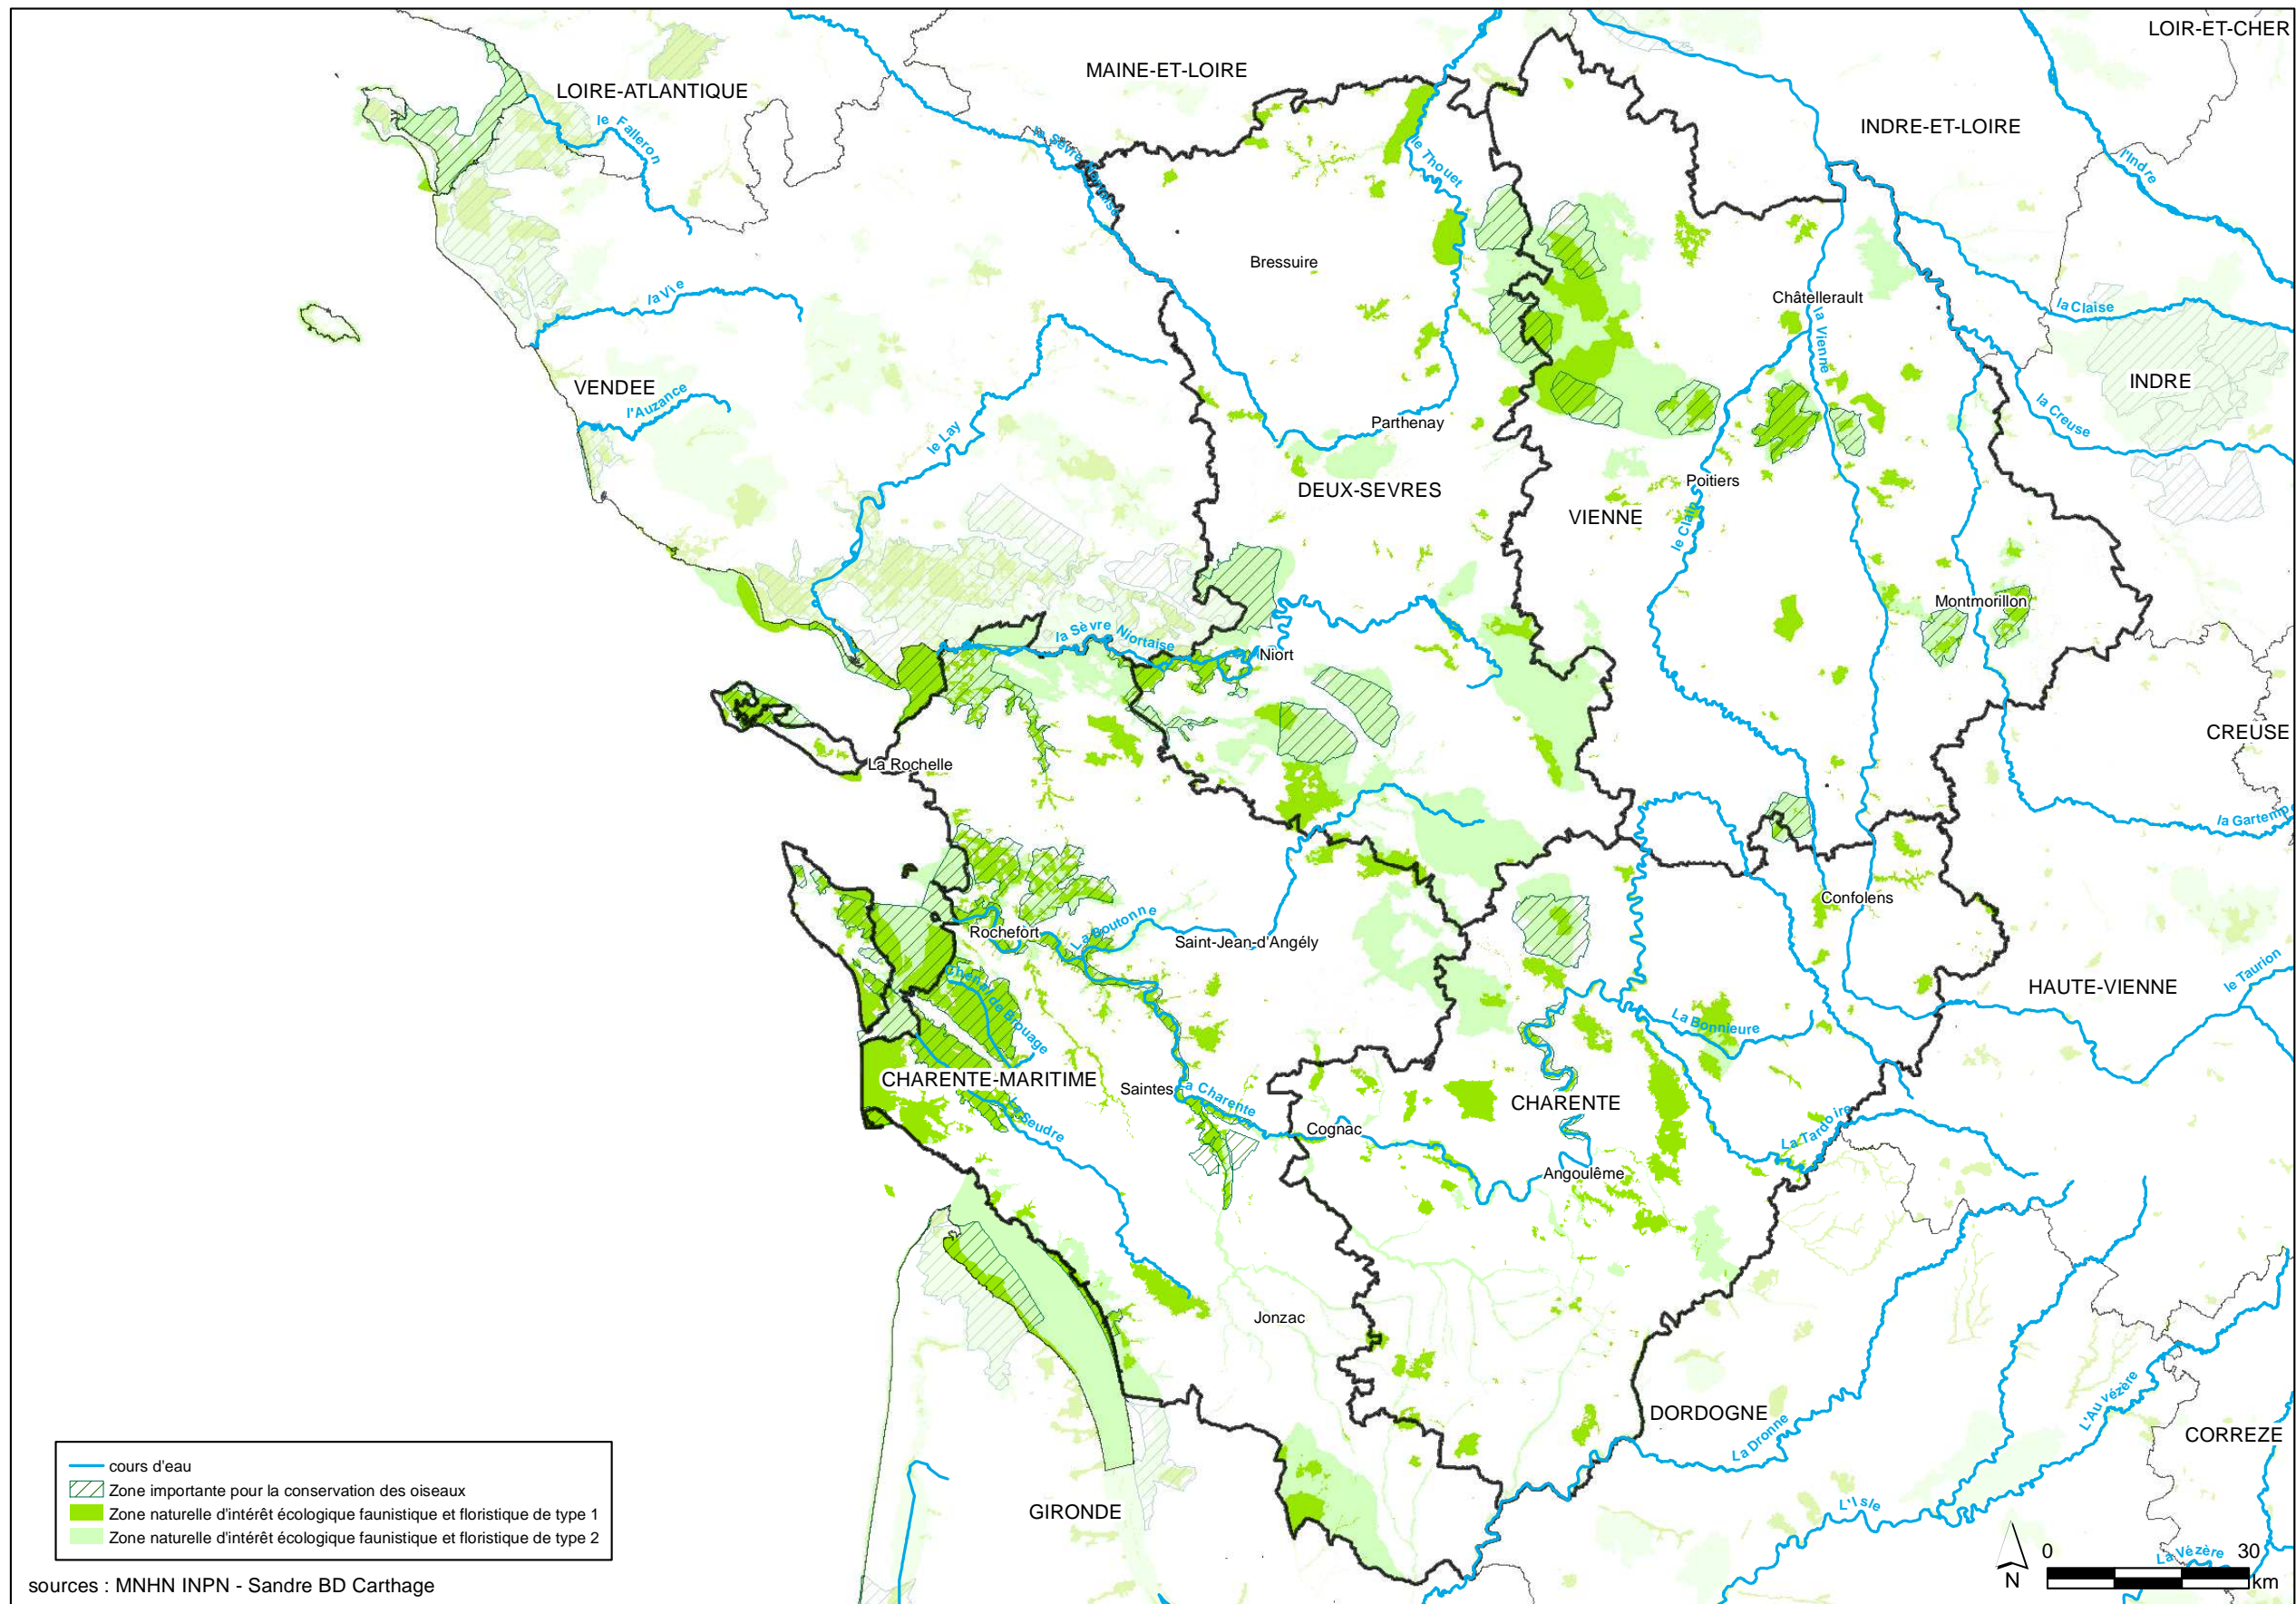 LOIR-ET-CHER
MAINE-ET-LOIRE
LOIRE-ATLANTIQUE
INDRE-ET-LOIRE
le Falleron
la Sèvre Nantaise
le Thouet
l'Indre
Bressuire
la Vie
Châtellerault
la Claise
la Vienne
VENDEE
INDRE
l'Auzance
la Creuse
Parthenay
le Lay
DEUX-SEVRES
Poitiers
VIENNE
le Clain
Montmorillon
la Sèvre Niortaise
Niort
CREUSE
La Rochelle
la Gartemp
Confolens
La Boutonne
Rochefort
Saint-Jean-d'Angély
Chenal de Brouage
le Taurion
HAUTE-VIENNE
La Bonnieure
CHARENTE-MARITIME
Saintes
La Charente
CHARENTE
La Seudre
Cognac
La Tardoire
Angoulême
Jonzac
DORDOGNE
La Dronne
L'Au vézère
CORREZE
GIRONDE
L'Isle
La Vézère
cours d'eau
Zone importante pour la conservation des oiseaux
Zone naturelle d'intérêt écologique faunistique et floristique de type 1
Zone naturelle d'intérêt écologique faunistique et floristique de type 2
sources : MNHN INPN - Sandre BD Carthage
N
0 30
km